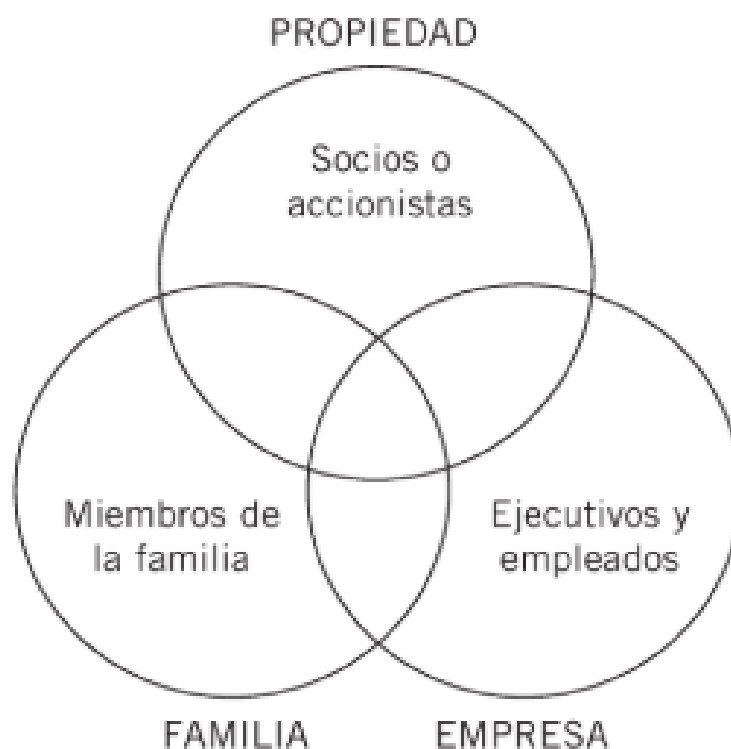 PROPIEDAD
Socios o
accionistas
Miembros de
la familia
Ejecutivos y
empleados
FAMILIA
EMPRESA